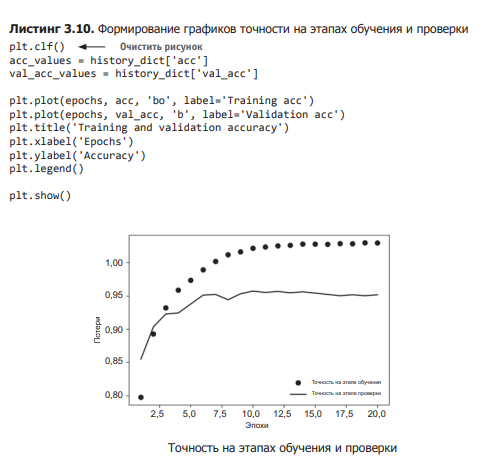 Листинг 3.10. Формирование графиков точности на этапах обучения и проверки
plt.clf() Очистить рисунок
acc_values = history_dict['acc']
val_acc_values = history_dict['val_acc']
plt.plot(epochs, acc, 'bo', label='Training acc')
plt.plot(epochs, val_acc, 'b', label='Validation acc')
plt.title('Training and validation accuracy')
plt.xlabel('Epochs')
plt.ylabel('Accuracy')
plt.legend()
plt.show()
1,00
0,95
0,90
0,85
0,80
Потери
Точность на этапе обучения
Точность на этапе проверки
2,5 5,0 7,5 10,0 12,5 15,0 17,5 20,0
Эпохи
Точность на этапах обучения и проверки